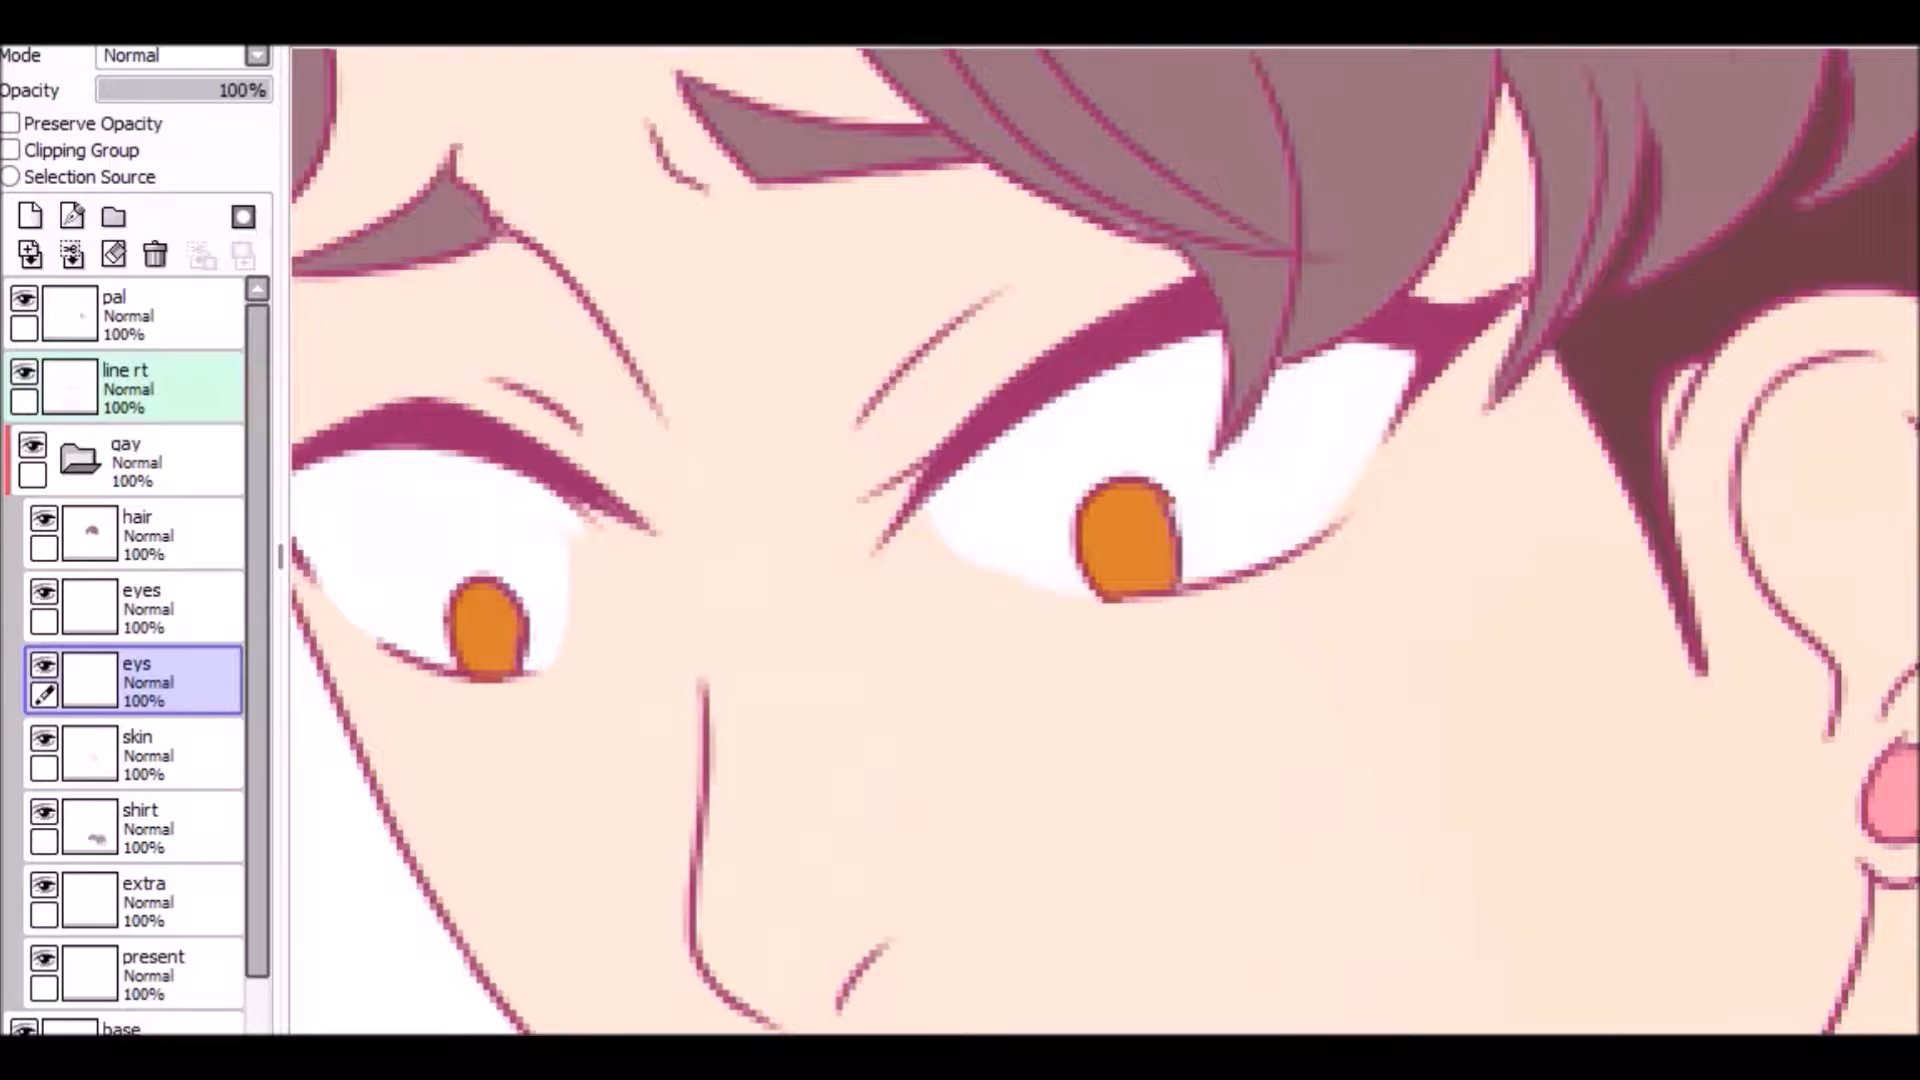 Mode Normal
Opacity 100%
Preserve Opacity
Clipping Group
Selection Source
pal
Normal
100%
line rt
Normal
100%
gay
Normal
100%
hair
Normal
100%
eyes
Normal
100%
eys
Normal
100%
skin
Normal
100%
shirt
Normal
100%
extra
Normal
100%
present
Normal
100%
base